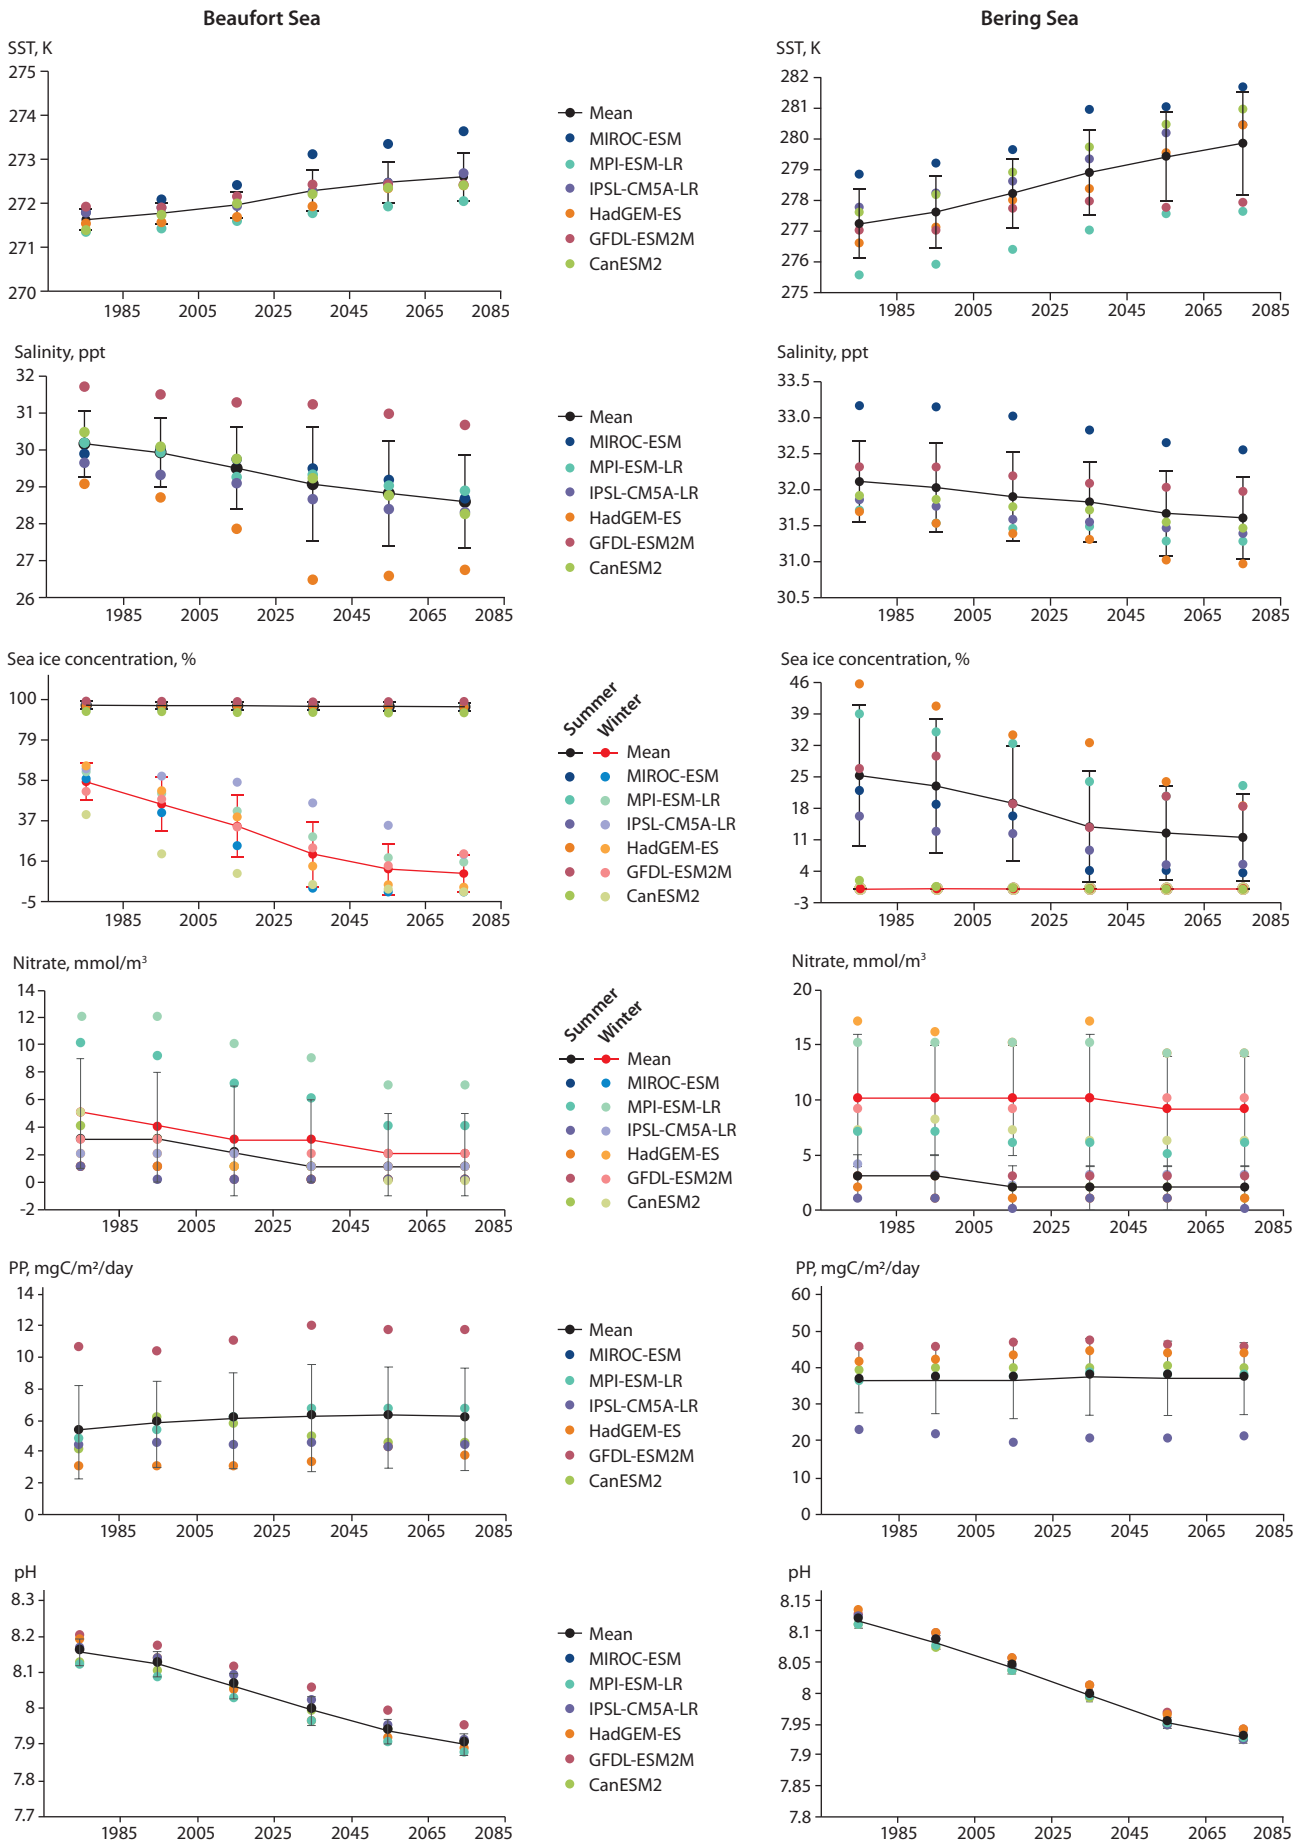 Beaufort Sea
Bering Sea
SST, K
275
274
273
272
271
270
1985 2005 2025 2045 2065 2085
Mean
MIROC-ESM
MPI-ESM-LR
IPSL-CM5A-LR
HadGEM-ES
GFDL-ESM2M
CanESM2
SST, K
282
281
280
279
278
277
276
275
1985 2005 2025 2045 2065 2085
Salinity, ppt
32
31
30
29
28
27
26
1985 2005 2025 2045 2065 2085
Mean
MIROC-ESM
MPI-ESM-LR
IPSL-CM5A-LR
HadGEM-ES
GFDL-ESM2M
CanESM2
Salinity, ppt
33.5
33.0
32.5
32.0
31.5
31.0
30.5
1985 2005 2025 2045 2065 2085
Sea ice concentration, %
100
79
58
37
16
-5
1985 2005 2025 2045 2065 2085
Summer
Winter
Mean
MIROC-ESM
MPI-ESM-LR
IPSL-CM5A-LR
HadGEM-ES
GFDL-ESM2M
CanESM2
Sea ice concentration, %
46
39
32
25
18
11
4
-3
1985 2005 2025 2045 2065 2085
Nitrate, mmol/m³
14
12
10
8
6
4
2
0
-2
1985 2005 2025 2045 2065 2085
Summer
Winter
Mean
MIROC-ESM
MPI-ESM-LR
IPSL-CM5A-LR
HadGEM-ES
GFDL-ESM2M
CanESM2
Nitrate, mmol/m³
20
15
10
5
0
1985 2005 2025 2045 2065 2085
PP, mgC/m²/day
14
12
10
8
6
4
2
0
1985 2005 2025 2045 2065 2085
Mean
MIROC-ESM
MPI-ESM-LR
IPSL-CM5A-LR
HadGEM-ES
GFDL-ESM2M
CanESM2
PP, mgC/m²/day
60
50
40
30
20
10
0
1985 2005 2025 2045 2065 2085
pH
8.3
8.2
8.1
8
7.9
7.8
7.7
1985 2005 2025 2045 2065 2085
Mean
MIROC-ESM
MPI-ESM-LR
IPSL-CM5A-LR
HadGEM-ES
GFDL-ESM2M
CanESM2
pH
8.15
8.1
8.05
8
7.95
7.9
7.85
7.8
1985 2005 2025 2045 2065 2085